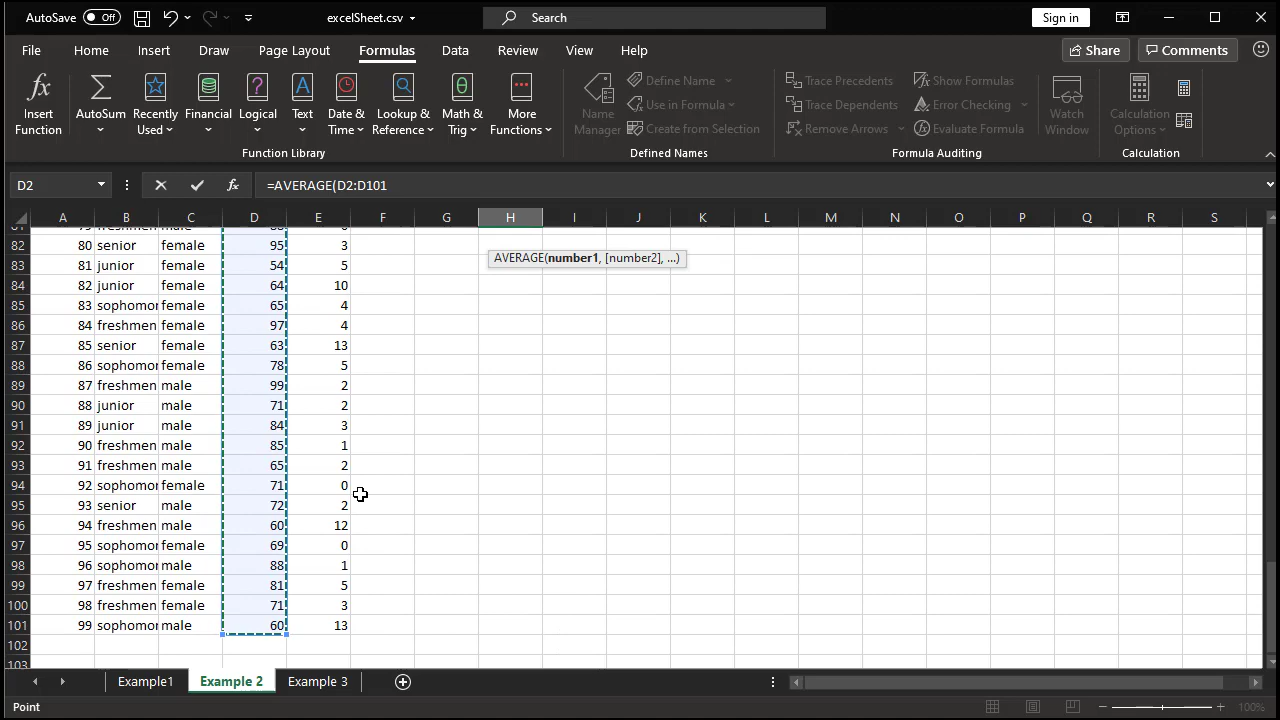 AutoSave Off excelSheet.csv Search Sign in
File Home Insert Draw Page Layout Formulas Data Review View Help Share Comments
Insert Function AutoSum Recently Used Financial Logical Text Date & Time Lookup & Reference Math & Trig More Functions
Function Library
Name Manager Define Name Use in Formula Create from Selection
Defined Names
Trace Precedents Trace Dependents Remove Arrows Show Formulas Error Checking Evaluate Formula
Formula Auditing
Watch Window
Calculation Options
Calculation
D2 fx =AVERAGE(D2:D101
A B C D E F G H I J K L M N O P Q R S
82 80 senior female 95 3
AVERAGE(number1, [number2], ...)
83 81 junior female 54 5
84 82 junior female 64 10
85 83 sophomor female 65 4
86 84 freshmen female 97 4
87 85 senior female 63 13
88 86 sophomor female 78 5
89 87 freshmen male 99 2
90 88 junior male 71 2
91 89 junior male 84 3
92 90 freshmen male 85 1
93 91 freshmen male 65 2
94 92 sophomor female 71 0
95 93 senior male 72 2
96 94 freshmen male 60 12
97 95 sophomor female 69 0
98 96 sophomor male 88 1
99 97 freshmen female 81 5
100 98 freshmen female 71 3
101 99 sophomor male 60 13
102
103
Example1 Example 2 Example 3
Point 100%